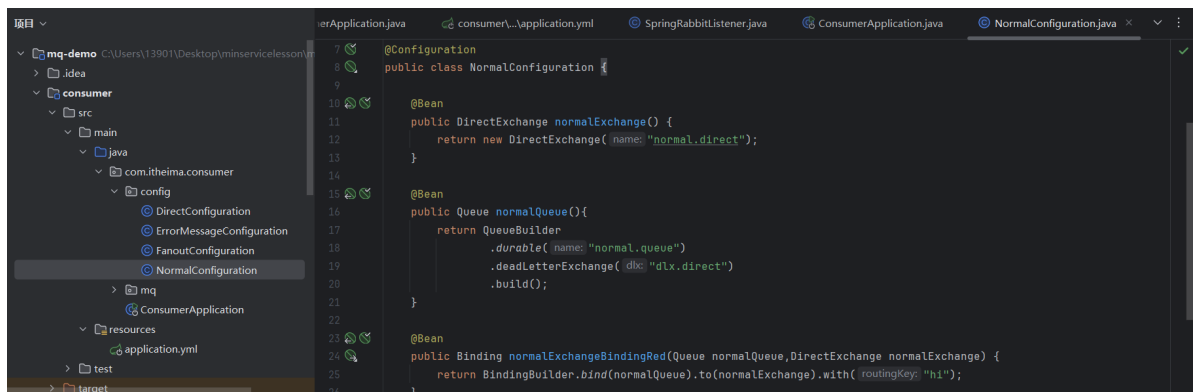 项目
erApplication.java
consumer\...\application.yml
SpringRabbitListener.java
ConsumerApplication.java
NormalConfiguration.java
mq-demo C:\Users\13901\Desktop\minservicelesson\m
.idea
consumer
src
main
java
com.itheima.consumer
config
DirectConfiguration
ErrorMessageConfiguration
FanoutConfiguration
NormalConfiguration
mq
ConsumerApplication
resources
application.yml
test
target
7 @Configuration
8 public class NormalConfiguration {
9
10 @Bean
11 public DirectExchange normalExchange() {
12 return new DirectExchange( name: "normal.direct");
13 }
14
15 @Bean
16 public Queue normalQueue(){
17 return QueueBuilder
18 .durable( name: "normal.queue")
19 .deadLetterExchange( dlx: "dlx.direct")
20 .build();
21 }
22
23 @Bean
24 public Binding normalExchangeBindingRed(Queue normalQueue,DirectExchange normalExchange) {
25 return BindingBuilder.bind(normalQueue).to(normalExchange).with( routingKey: "hi");
26 }